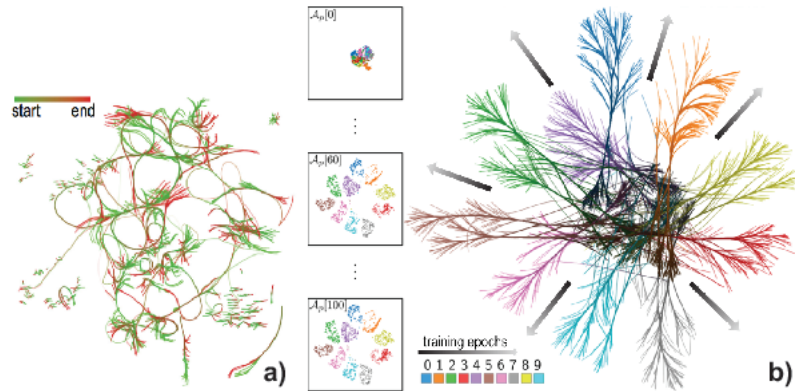 start end
a)
𝒜ₚ[0]
⋮
𝒜ₚ[60]
⋮
𝒜ₚ[100]
training epochs
0 1 2 3 4 5 6 7 8 9
b)